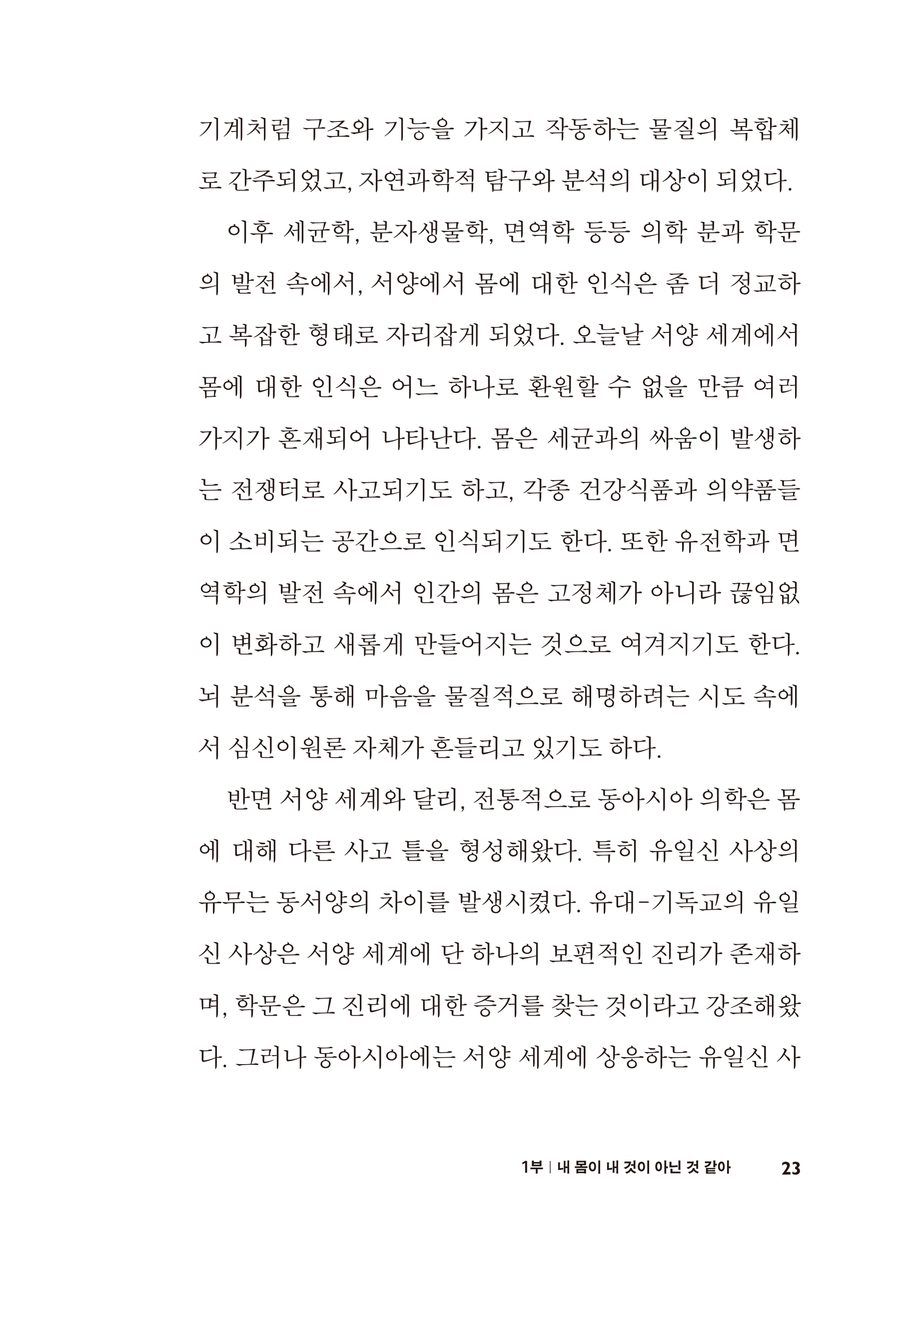 기계처럼 구조와 기능을 가지고 작동하는 물질의 복합체
로 간주되었고, 자연과학적 탐구와 분석의 대상이 되었다.
이후 세균학, 분자생물학, 면역학 등등 의학 분과 학문
의 발전 속에서, 서양에서 몸에 대한 인식은 좀 더 정교하
고 복잡한 형태로 자리잡게 되었다. 오늘날 서양 세계에서
몸에 대한 인식은 어느 하나로 환원할 수 없을 만큼 여러
가지가 혼재되어 나타난다. 몸은 세균과의 싸움이 발생하
는 전쟁터로 사고되기도 하고, 각종 건강식품과 의약품들
이 소비되는 공간으로 인식되기도 한다. 또한 유전학과 면
역학의 발전 속에서 인간의 몸은 고정체가 아니라 끊임없
이 변화하고 새롭게 만들어지는 것으로 여겨지기도 한다.
뇌 분석을 통해 마음을 물질적으로 해명하려는 시도 속에
서 심신이원론 자체가 흔들리고 있기도 하다.
반면 서양 세계와 달리, 전통적으로 동아시아 의학은 몸
에 대해 다른 사고 틀을 형성해왔다. 특히 유일신 사상의
유무는 동서양의 차이를 발생시켰다. 유대-기독교의 유일
신 사상은 서양 세계에 단 하나의 보편적인 진리가 존재하
며, 학문은 그 진리에 대한 증거를 찾는 것이라고 강조해왔
다. 그러나 동아시아에는 서양 세계에 상응하는 유일신 사
1부 | 내 몸이 내 것이 아닌 것 같아 23